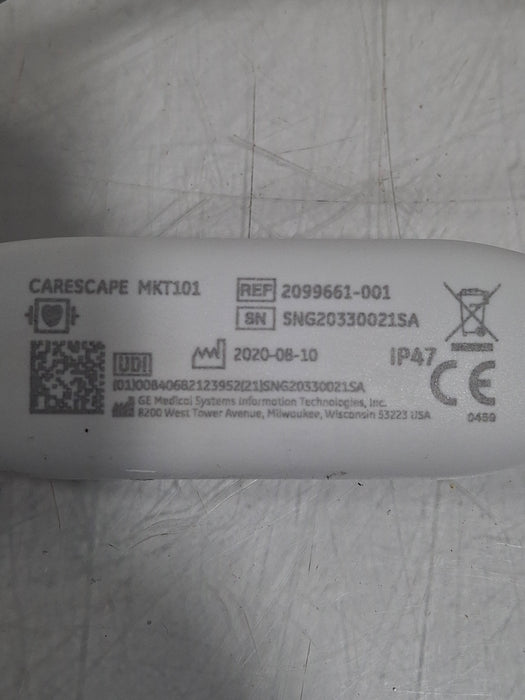 CARESCAPE MKT101
REF 2099661-001
SN SNG20330021SA
2020-08-10
IP47
UDI
(01)00840682123952(21)SNG20330021SA
GE Medical Systems Information Technologies, Inc.
8200 West Tower Avenue, Milwaukee, Wisconsin 53223 USA
CE
0459